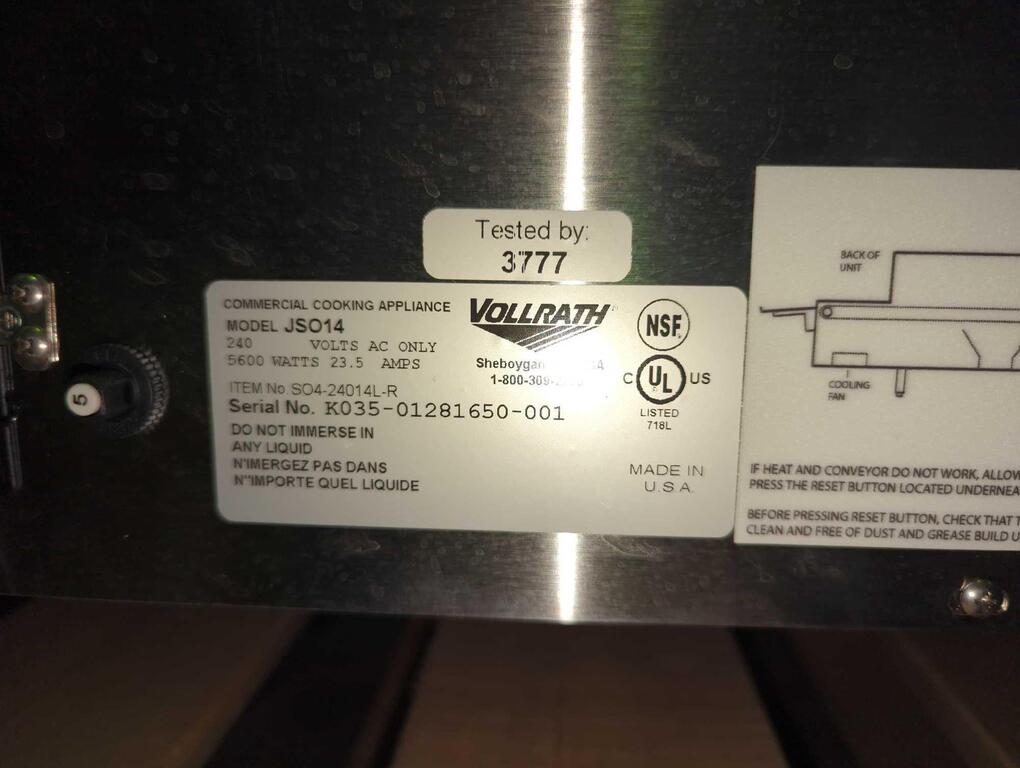 Tested by:
3777
COMMERCIAL COOKING APPLIANCE
MODEL JSO14
240 VOLTS AC ONLY
5600 WATTS 23.5 AMPS
ITEM No. SO4-24014L-R
Serial No. K035-01281650-001
DO NOT IMMERSE IN
ANY LIQUID
N'IMERGEZ PAS DANS
N''IMPORTE QUEL LIQUIDE
VOLLRATH
Sheboygan
1-800-309-
NSF
C UL US
LISTED
718L
MADE IN
U.S.A.
5
BACK OF
UNIT
COOLING
FAN
IF HEAT AND CONVEYOR DO NOT WORK, ALLOW
PRESS THE RESET BUTTON LOCATED UNDERNEA
BEFORE PRESSING RESET BUTTON, CHECK THAT T
CLEAN AND FREE OF DUST AND GREASE BUILD U